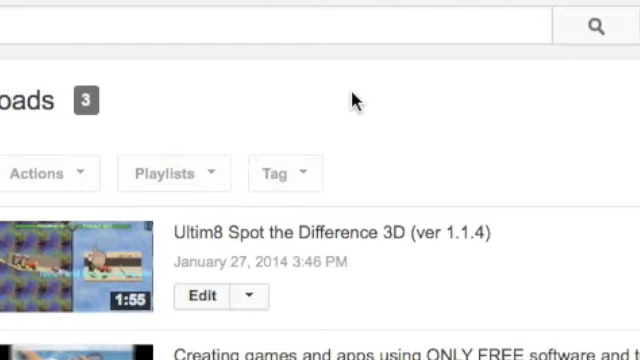 oads 3
Actions Playlists Tag
Ultim8 Spot the Difference 3D (ver 1.1.4)
January 27, 2014 3:46 PM
1:55
Edit
Creating games and apps using ONLY FREE software and t